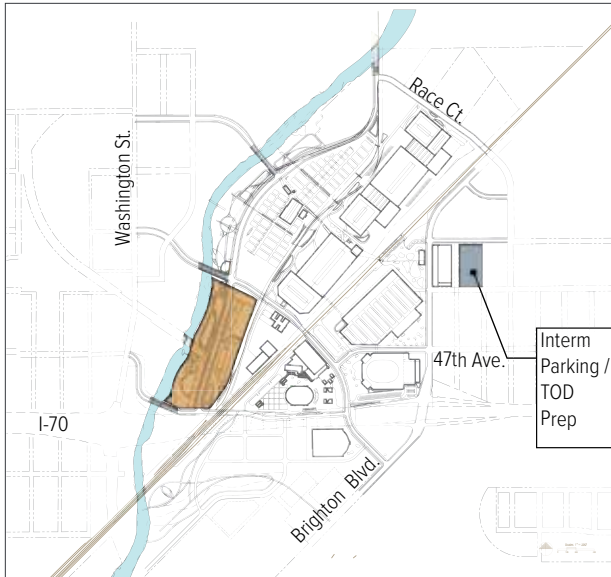 Race Ct.
Washington St.
47th Ave.
Interm
Parking /
TOD
Prep
I-70
Brighton Blvd.